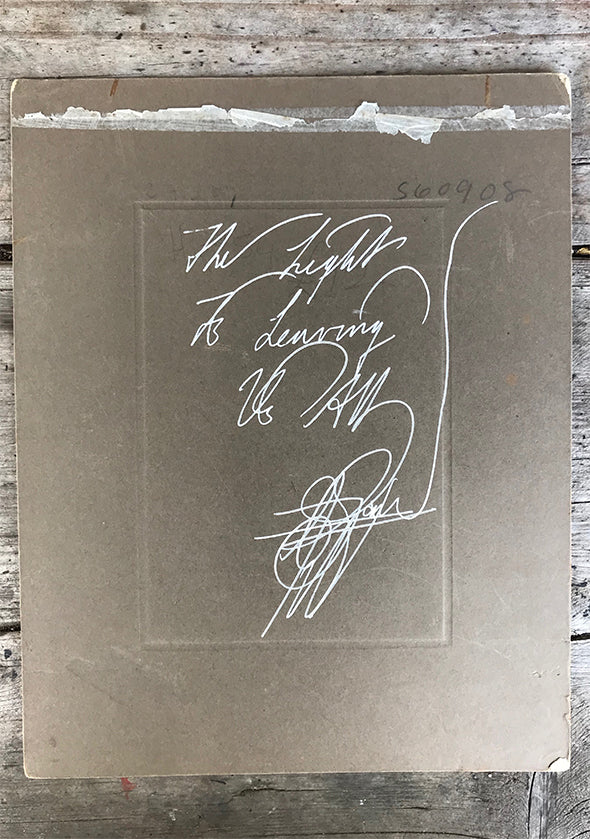 S60908
The Light
Is Leaving
Us All